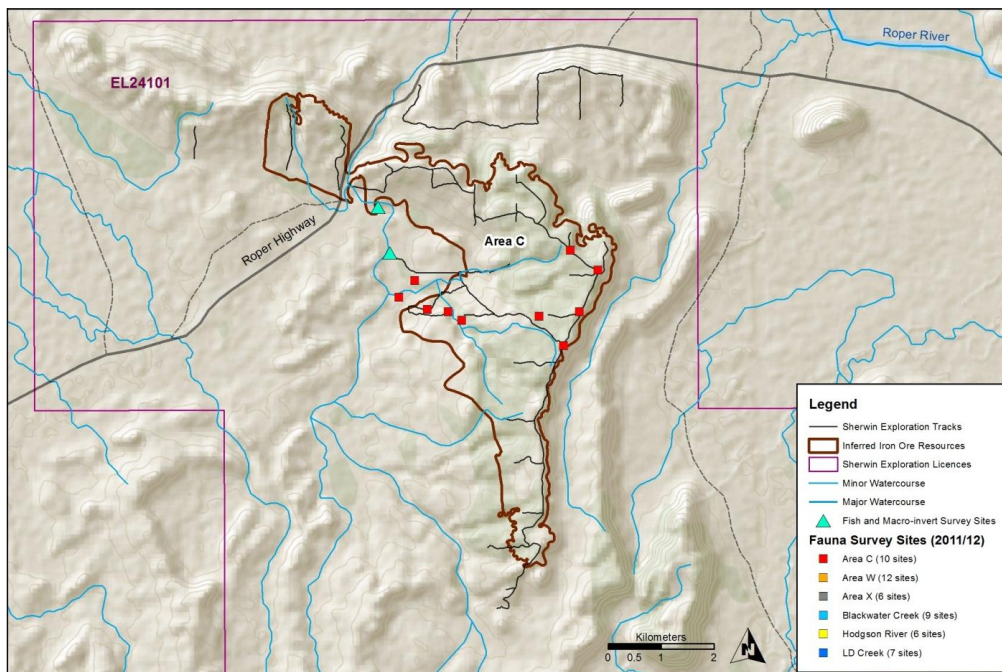 Roper River
EL24101
Roper Highway
Area C
Legend
Sherwin Exploration Tracks
Inferred Iron Ore Resources
Sherwin Exploration Licences
Minor Watercourse
Major Watercourse
Fish and Macro-invert Survey Sites
Fauna Survey Sites (2011/12)
Area C (10 sites)
Area W (12 sites)
Area X (6 sites)
Blackwater Creek (9 sites)
Hodgson River (6 sites)
LD Creek (7 sites)
Kilometers
0 0.5 1 2
N